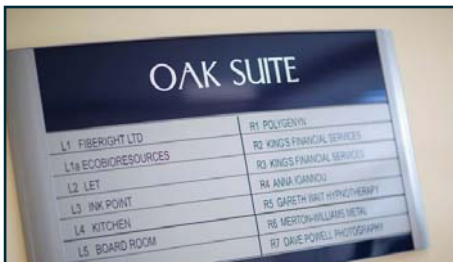 OAK SUITE
L1 FIBERIGHT LTD
L1a ECOBIORESOURCES
L2 LET
L3 INK POINT
L4 KITCHEN
L5 BOARD ROOM
R1 POLYGENYN
R2 KING'S FINANCIAL SERVICES
R3 KINGS FINANCIAL SERVICES
R4 ANNA IOANNOU
R5 GARETH WAIT HYPNOTHERAPY
R6 MERTON-WILLIAMS METAL
R7 DAVE POWELL PHOTOGRAPHY